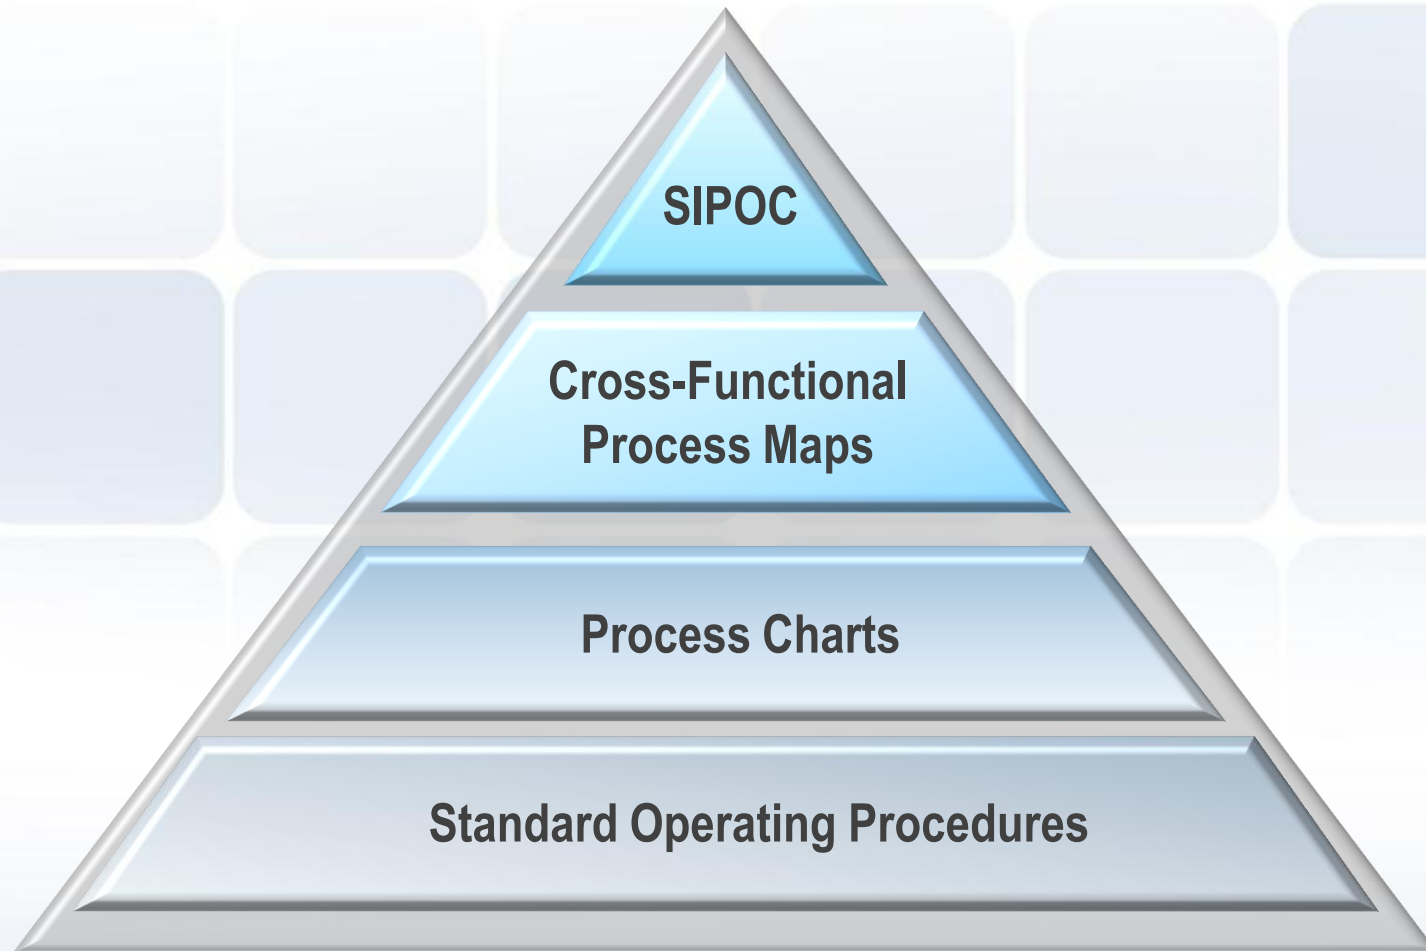 SIPOC
Cross-Functional
Process Maps
Process Charts
Standard Operating Procedures